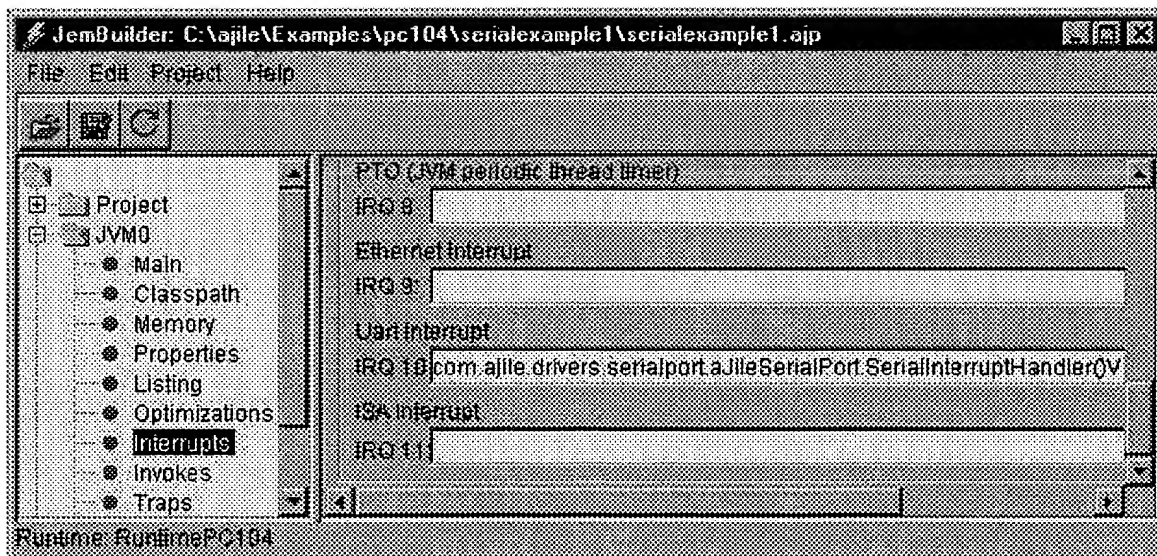 JemBuilder: C:\ajile\Examples\pc104\serialexample1\serialexample1.ajp
File Edit Project Help
Project
JVM0
Main
Classpath
Memory
Properties
Listing
Optimizations
Interrupts
Invokes
Traps
PTO (JVM periodic thread timer)
IRQ 8:
Ethernet Interrupt
IRQ 9:
Uart Interrupt
IRQ 10: com.ajile.drivers.serialport.aJileSerialPort.SerialInterruptHandler()V
ISA Interrupt
IRQ 11:
Runtime: RuntimePC104